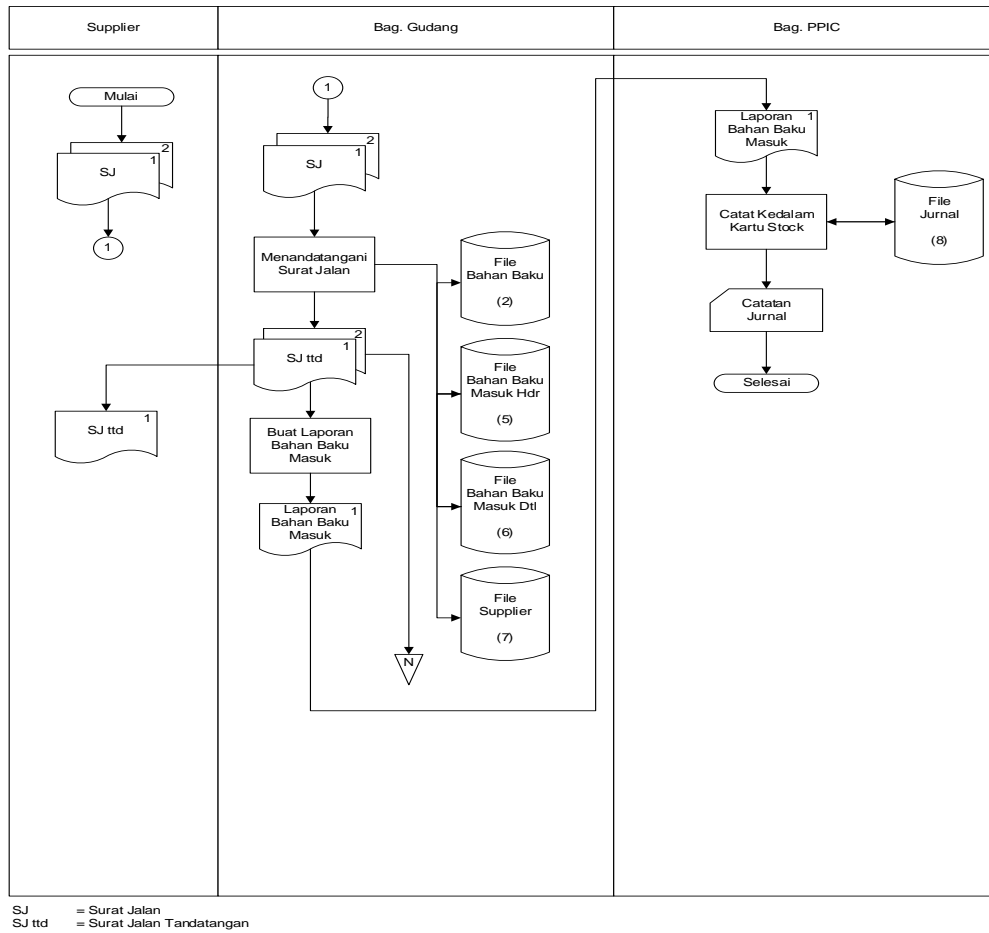 Supplier
Bag. Gudang
Bag. PPIC
Mulai
2
1
SJ
1
1
SJ ttd
1
2
1
SJ
Menandatangani
Surat Jalan
2
1
SJ ttd
Buat Laporan
Bahan Baku
Masuk
Laporan
1
Bahan Baku
Masuk
N
File
Bahan Baku
(2)
File
Bahan Baku
Masuk Hdr
(5)
File
Bahan Baku
Masuk Dtl
(6)
File
Supplier
(7)
Laporan
1
Bahan Baku
Masuk
Catat Kedalam
Kartu Stock
File
Jurnal
(8)
Catatan
Jurnal
Selesai
SJ = Surat Jalan
SJ ttd = Surat Jalan Tandatangan